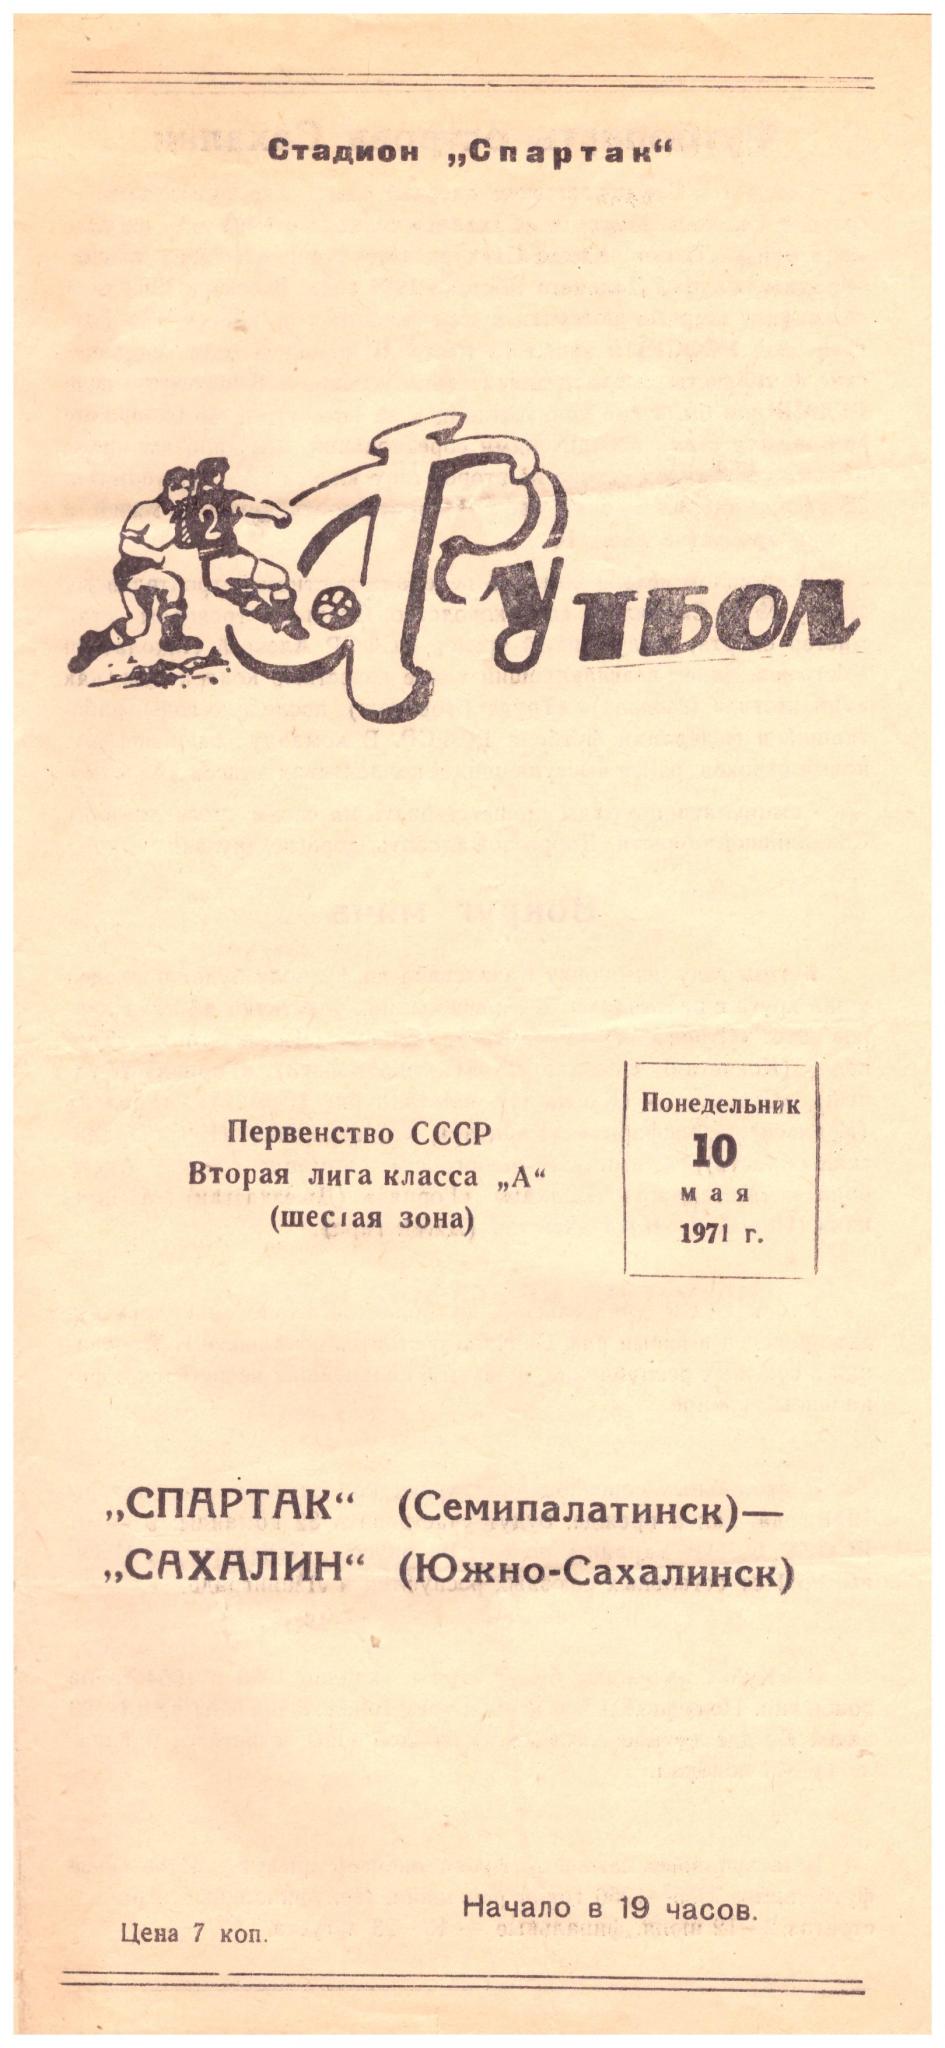 Стадион „Спартак“
2
Футбол
Первенство СССР
Вторая лига класса „А“
(шестая зона)
Понедельник
10
мая
1971 г.
„СПАРТАК“ (Семипалатинск)—
„САХАЛИН“ (Южно-Сахалинск)
Начало в 19 часов.
Цена 7 коп.